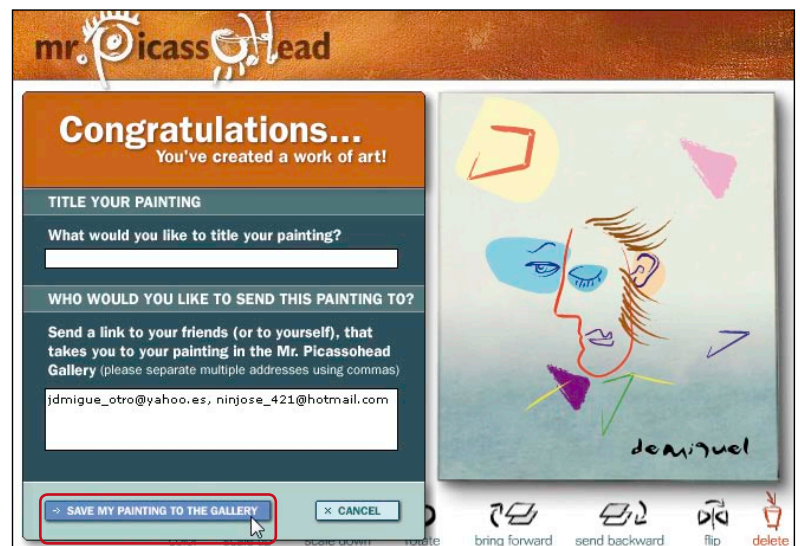 mr. Picassohead
Congratulations...
You've created a work of art!
TITLE YOUR PAINTING
What would you like to title your painting?
WHO WOULD YOU LIKE TO SEND THIS PAINTING TO?
Send a link to your friends (or to yourself), that
takes you to your painting in the Mr. Picassohead
Gallery (please separate multiple addresses using commas)
jdmigue_otro@yahoo.es, ninjose_421@hotmail.com
SAVE MY PAINTING TO THE GALLERY
× CANCEL
demiguel
color scale up scale down rotate bring forward send backward flip delete